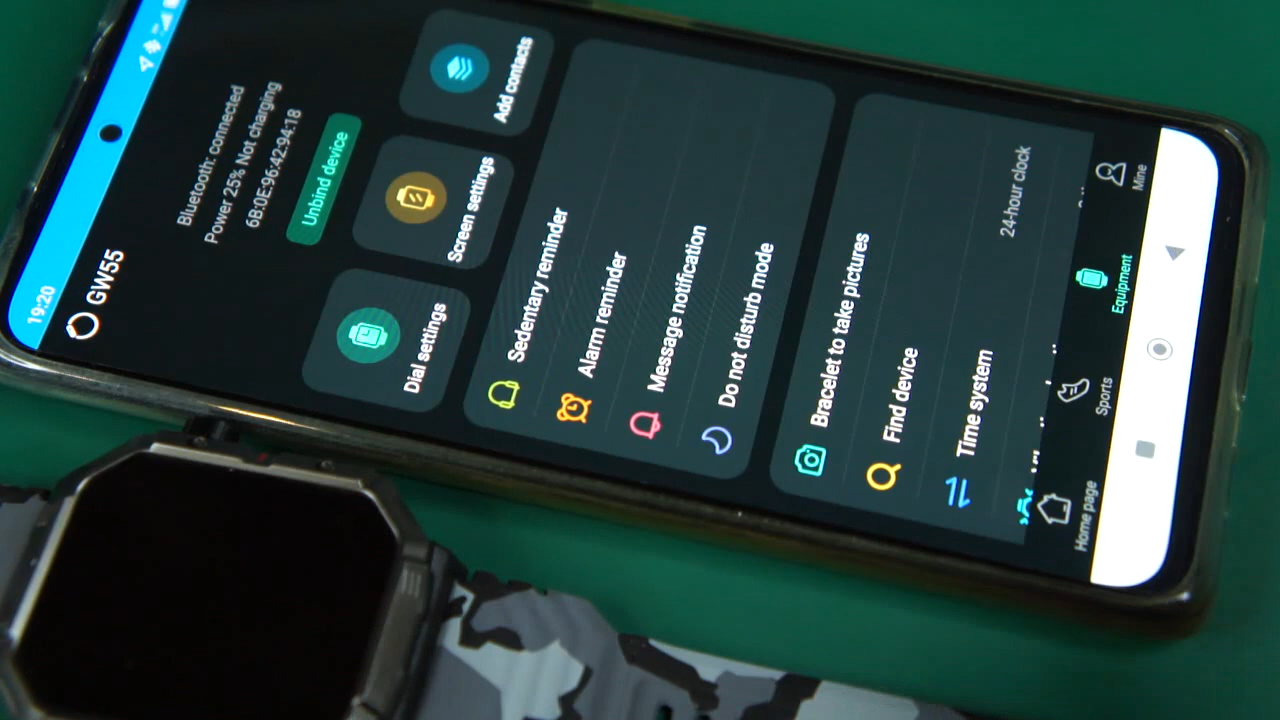 19:20
GW55
Bluetooth: connected
Power 25% Not charging
6B:0E:96:42:94:18
Unbind device
Dial settings
Screen settings
Add contacts
Sedentary reminder
Alarm reminder
Message notification
Do not disturb mode
Bracelet to take pictures
Find device
Time system
24-hour clock
Home page
Sports
Equipment
Mine